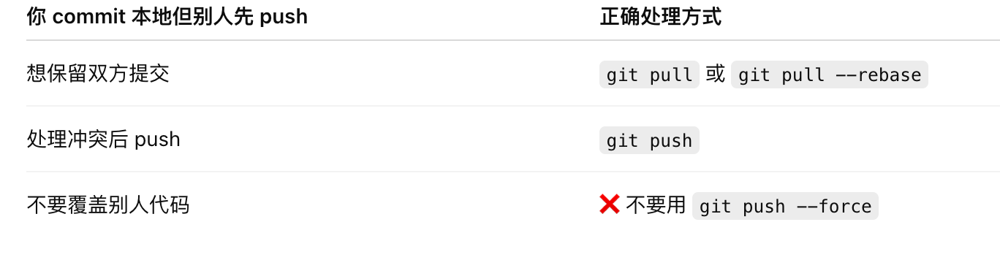 你 commit 本地但别人先 push 正确处理方式
想保留双方提交 git pull 或 git pull --rebase
处理冲突后 push git push
不要覆盖别人代码 ❌ 不要用 git push --force